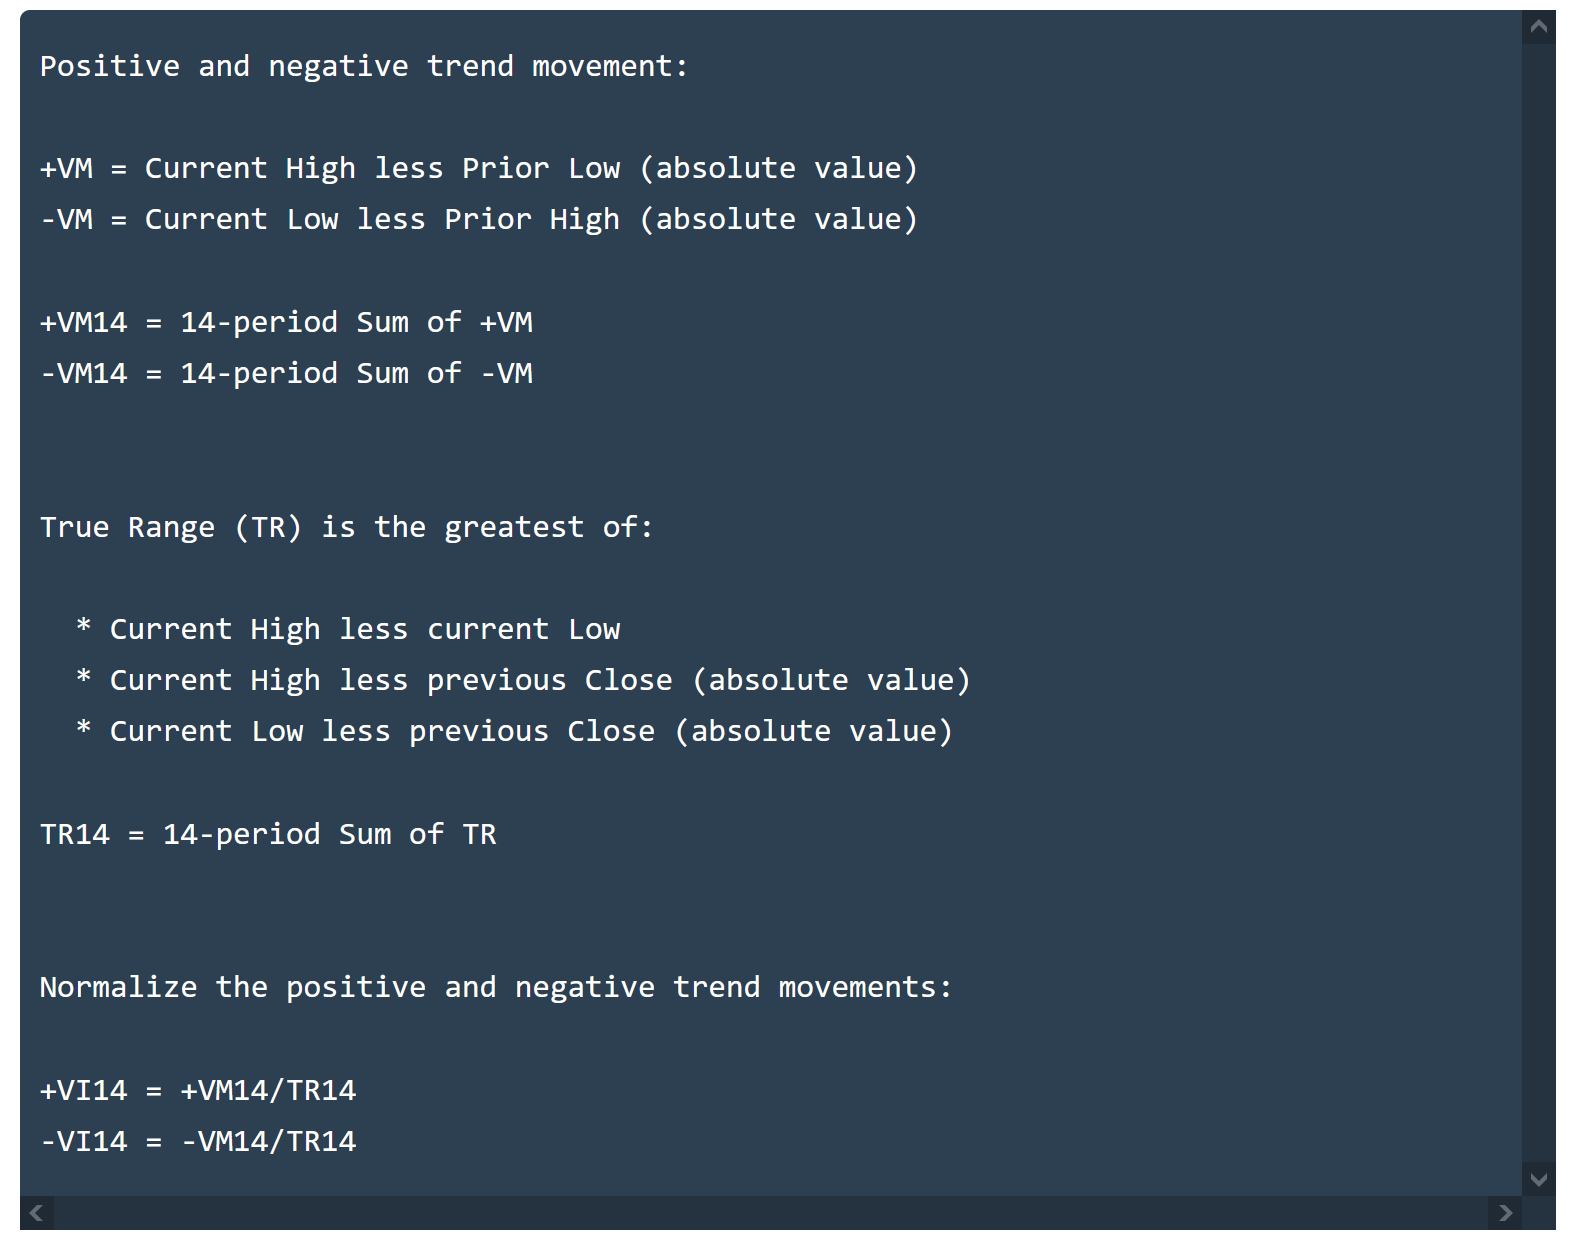 Positive and negative trend movement:
+VM = Current High less Prior Low (absolute value)
-VM = Current Low less Prior High (absolute value)
+VM14 = 14-period Sum of +VM
-VM14 = 14-period Sum of -VM
True Range (TR) is the greatest of:
* Current High less current Low
* Current High less previous Close (absolute value)
* Current Low less previous Close (absolute value)
TR14 = 14-period Sum of TR
Normalize the positive and negative trend movements:
+VI14 = +VM14/TR14
-VI14 = -VM14/TR14